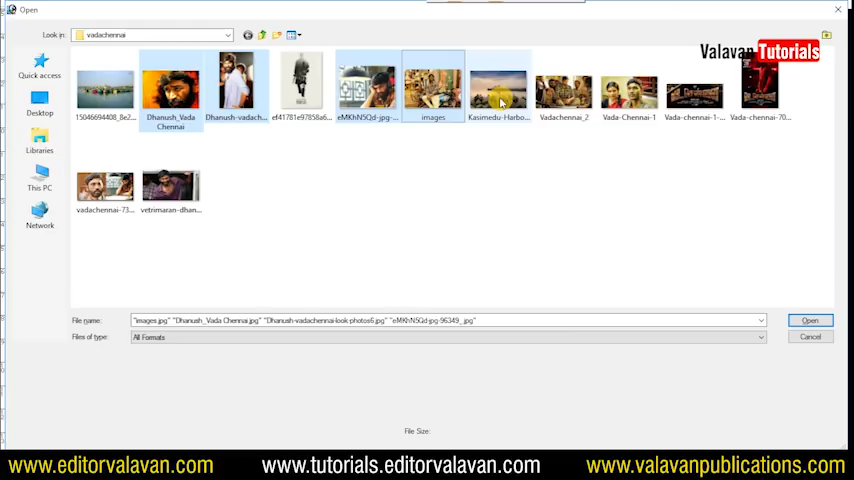 Open
Look in:
vadachennai
Valavan Tutorials
Quick access
Desktop
Libraries
This PC
Network
15046694408_8e2...
Dhanush_Vada
Chennai
Dhanush-vadach...
ef41781e97858a6...
eMKhN5Qd-jpg-...
images
Kasimedu-Harbo...
Vadachennai_2
Vada-Chennai-1
Vada-chennai-1-...
Vada-chennai-70...
vadachennai-73...
vetrimaran-dhan...
File name:
"images.jpg" "Dhanush_Vada Chennai.jpg" "Dhanush-vadachennai-look-photos6.jpg" "eMKhN5Qd-jpg-96349_.jpg"
Open
Files of type:
All Formats
Cancel
File Size:
www.editorvalavan.com
www.tutorials.editorvalavan.com
www.valavanpublications.com